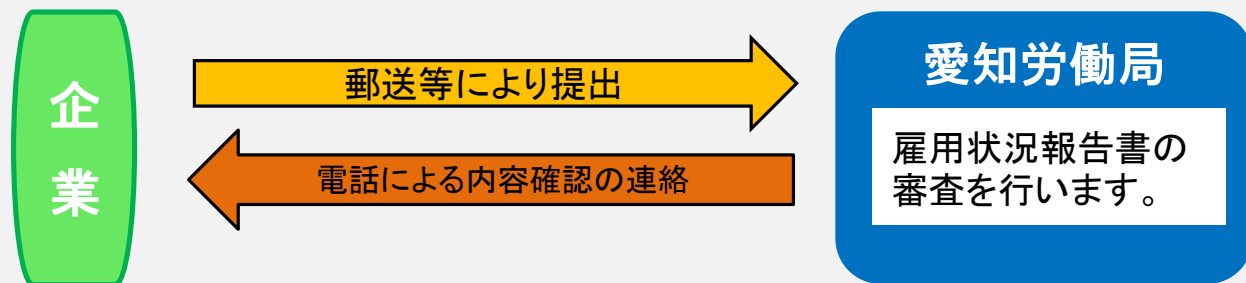 企業
郵送等により提出
電話による内容確認の連絡
愛知労働局
雇用状況報告書の
審査を行います。